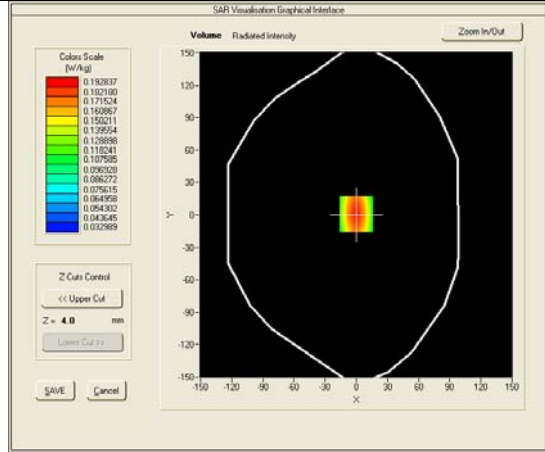 SAR Visualisation Graphical Interface
Volume Radiated Intensity
Zoom In/Out
Colors Scale
(W/kg)
0.192837
0.182180
0.171524
0.160867
0.150211
0.139554
0.128898
0.118241
0.107585
0.096928
0.086272
0.075615
0.064958
0.054302
0.043645
0.032989
Z-Cuts Control
<< Upper Cut
Z = 4.0 mm
Lower Cut >>
SAVE Cancel
150-
120-
90-
60-
30-
0-
-30-
-60-
-90-
-120-
-150-
Y
-150 -120 -90 -60 -30 0 30 60 90 120 150
X